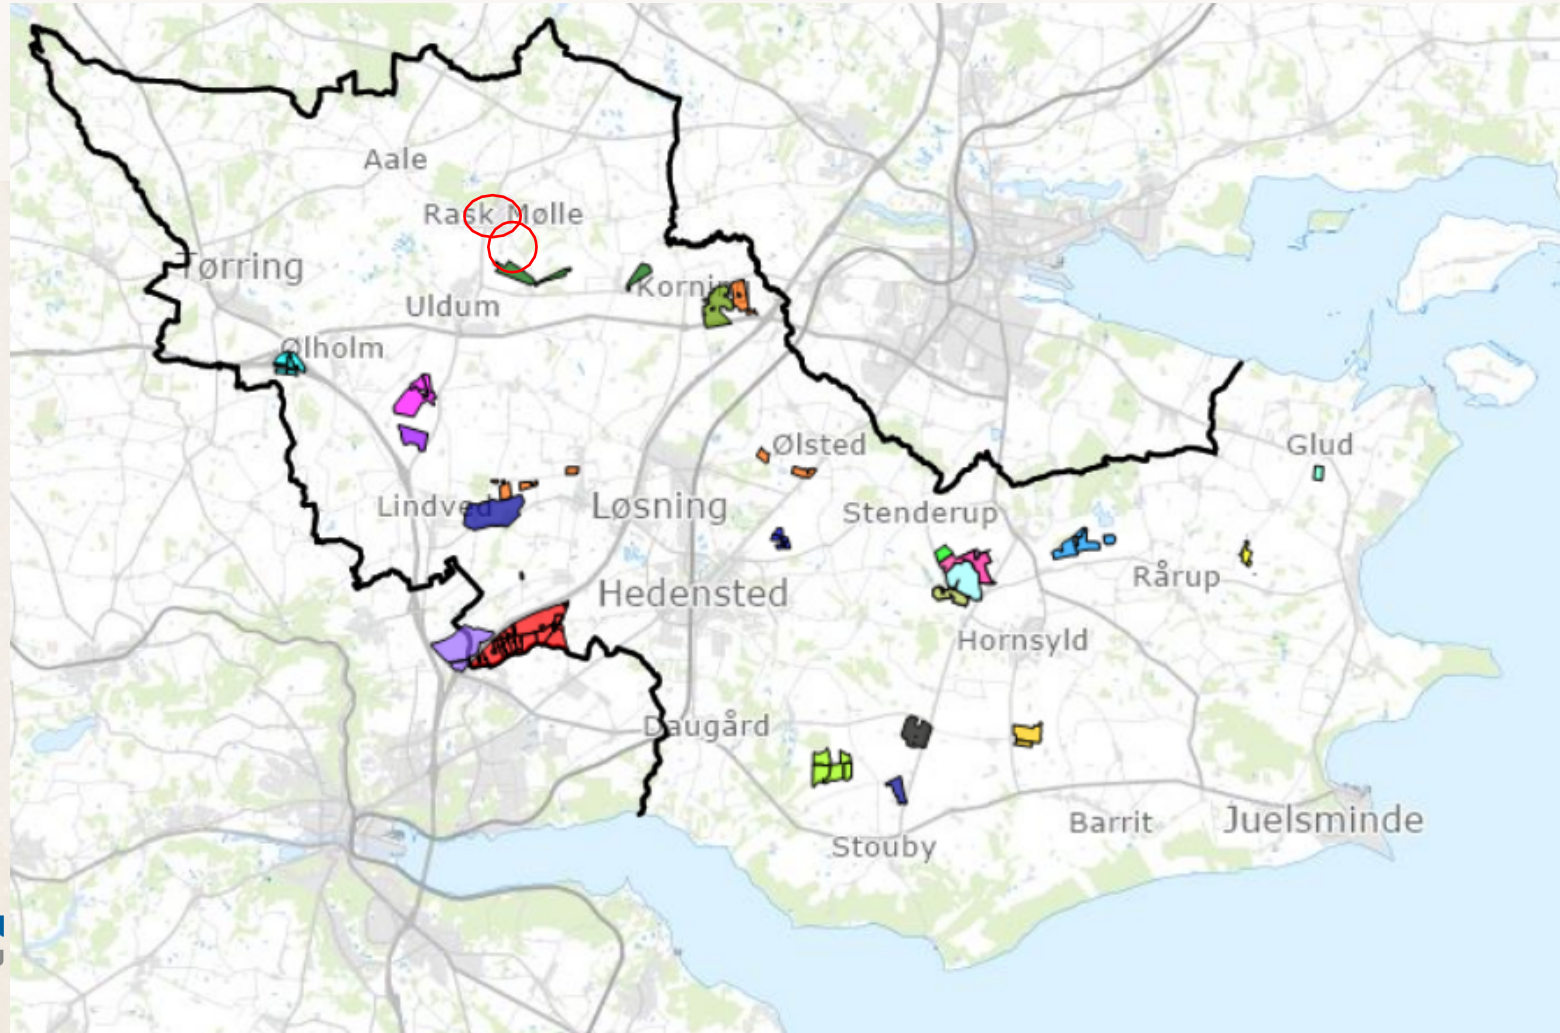 Aale
Rask Mølle
Tørring
Korning
Uldum
Ølholm
Ølsted
Glud
Lindved
Løsning
Stenderup
Rårup
Hedensted
Hornsyld
Daugård
Barrit
Juelsminde
Stouby